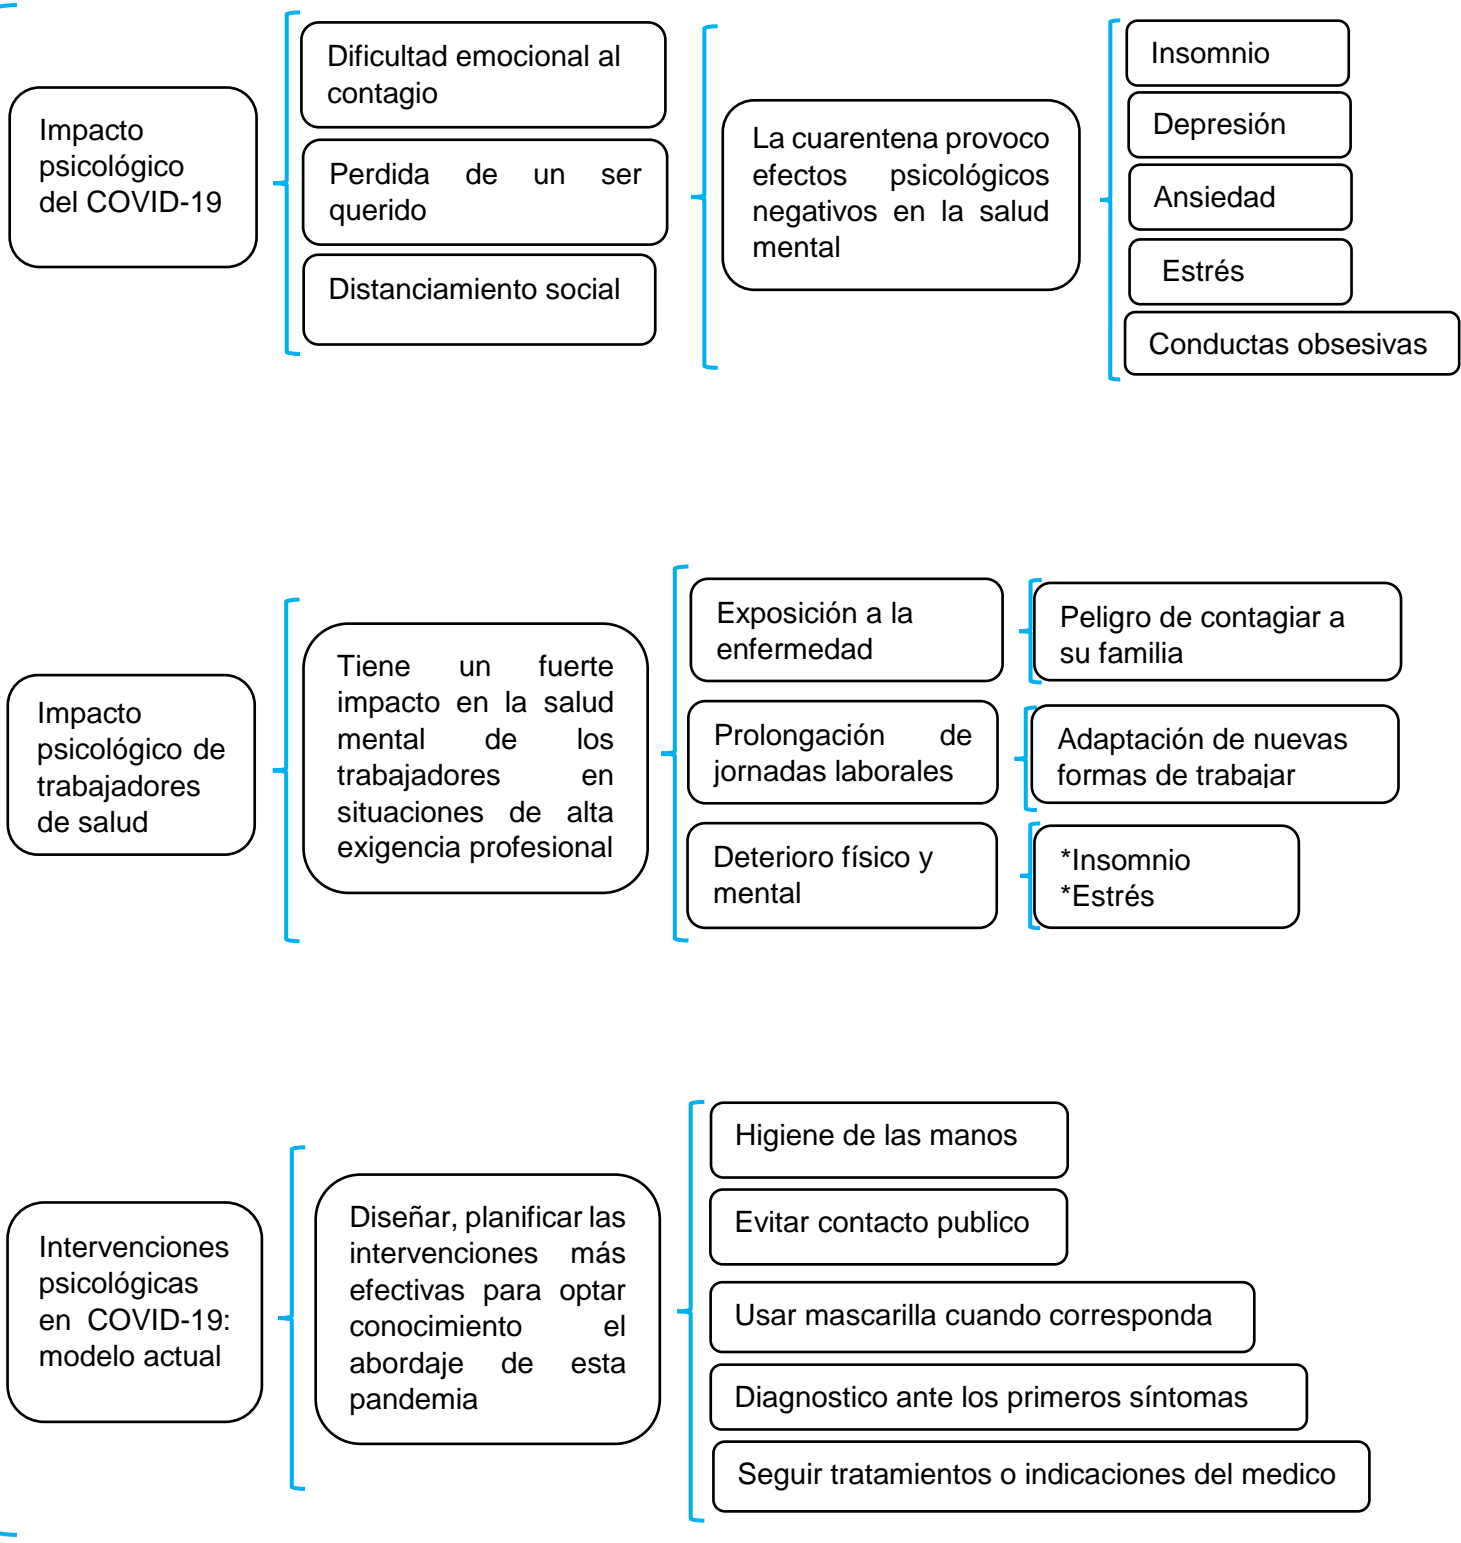 Impacto
psicológico
del COVID-19
Dificultad emocional al
contagio
Perdida de un ser
querido
Distanciamiento social
La cuarentena provoco
efectos psicológicos
negativos en la salud
mental
Insomnio
Depresión
Ansiedad
Estrés
Conductas obsesivas
Impacto
psicológico de
trabajadores
de salud
Tiene un fuerte
impacto en la salud
mental de los
trabajadores en
situaciones de alta
exigencia profesional
Exposición a la
enfermedad
Peligro de contagiar a
su familia
Prolongación de
jornadas laborales
Adaptación de nuevas
formas de trabajar
Deterioro físico y
mental
*Insomnio
*Estrés
Intervenciones
psicológicas
en COVID-19:
modelo actual
Diseñar, planificar las
intervenciones más
efectivas para optar
conocimiento el
abordaje de esta
pandemia
Higiene de las manos
Evitar contacto publico
Usar mascarilla cuando corresponda
Diagnostico ante los primeros síntomas
Seguir tratamientos o indicaciones del medico